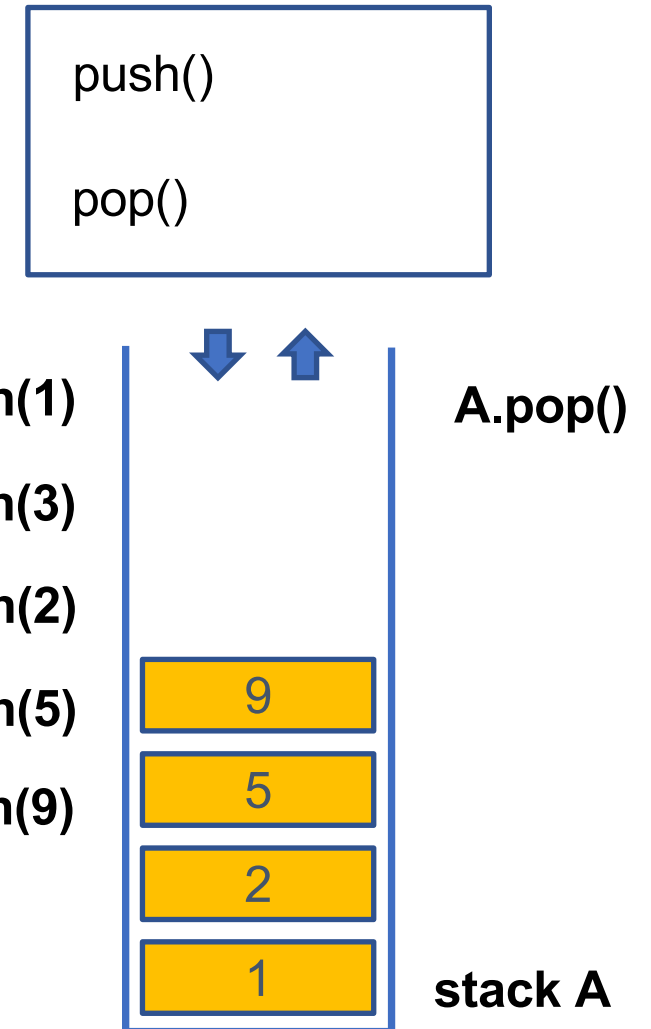 push()
pop()
h(1)
A.pop()
h(3)
h(2)
h(5)
h(9)
9
5
2
1
stack A